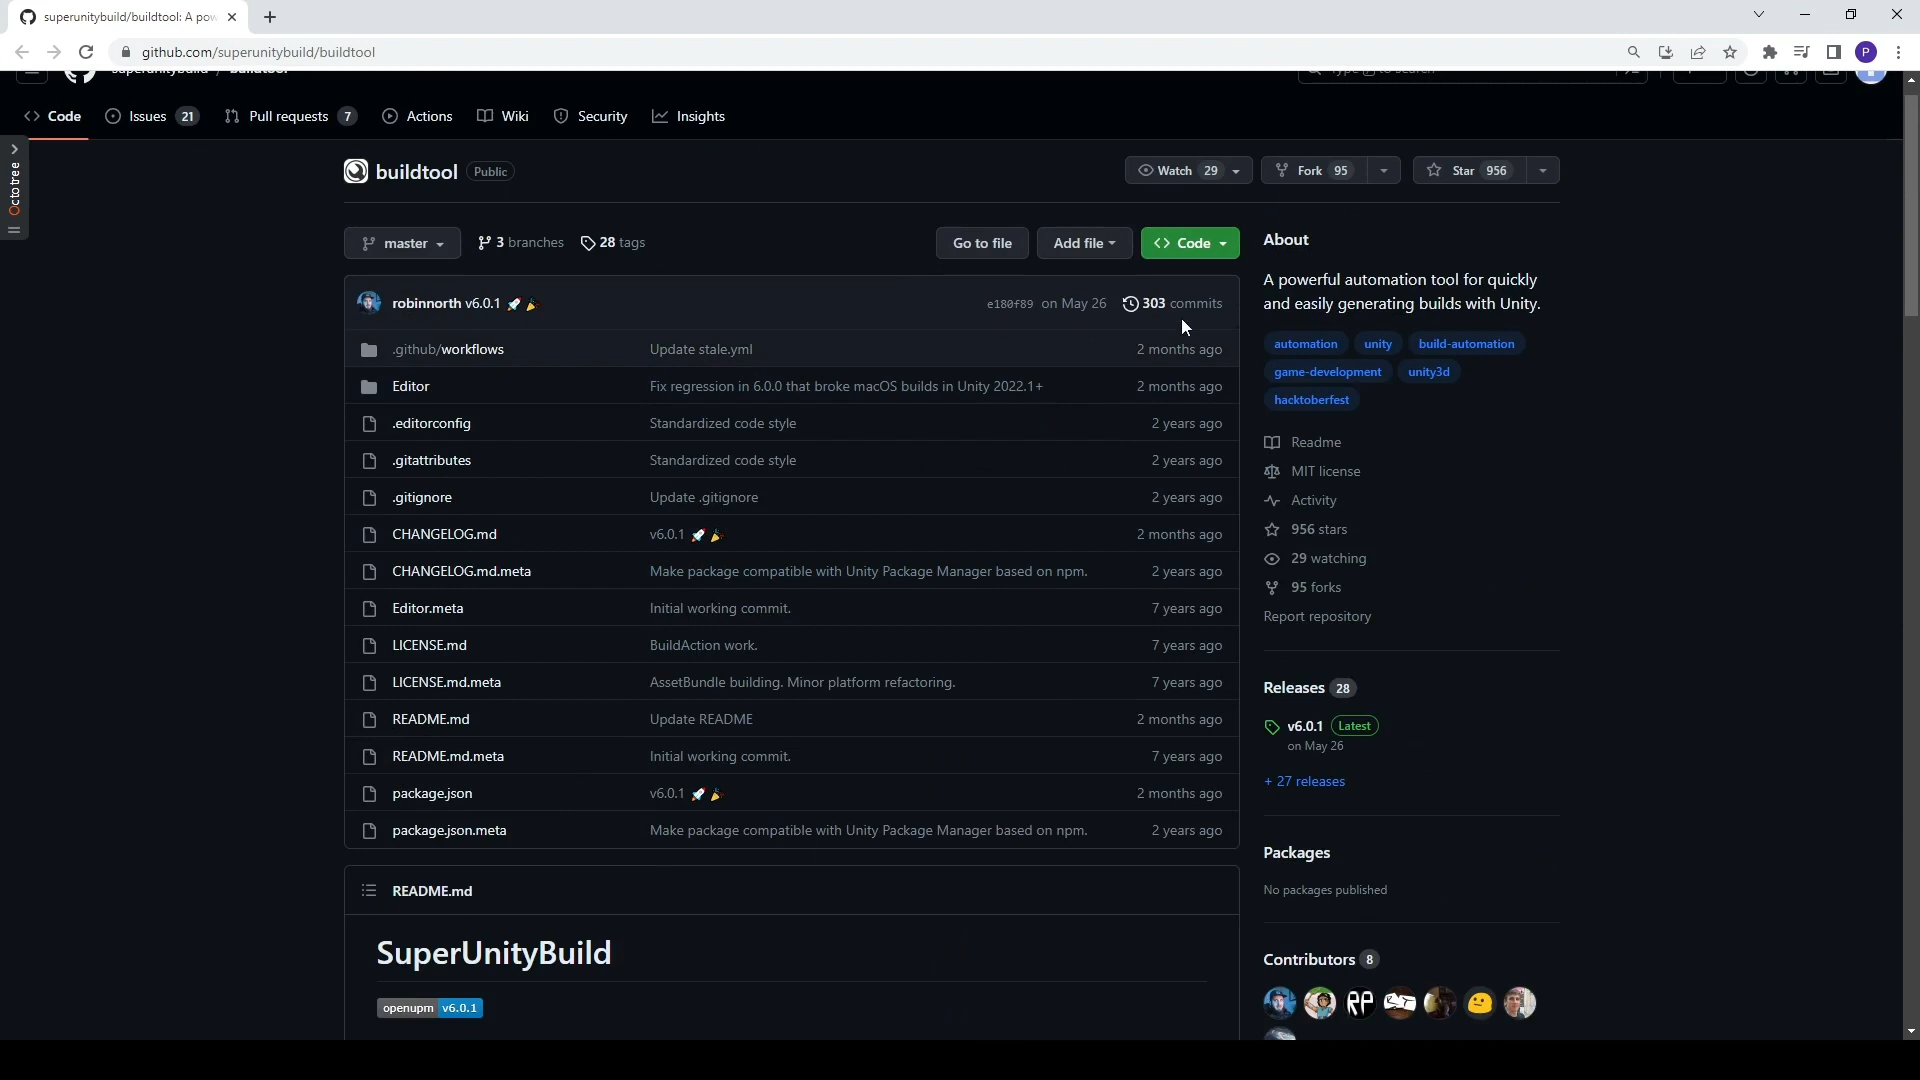 superunitybuild/buildtool: A pow
github.com/superunitybuild/buildtool
P
superunitybuild / buildtool
Type / to search
Code
Issues 21
Pull requests 7
Actions
Wiki
Security
Insights
Octotree
buildtool Public
Watch 29
Fork 95
Star 956
master
3 branches
28 tags
Go to file
Add file
Code
robinnorth v6.0.1 🚀 🎉
e180f89 on May 26 303 commits
.github/workflows Update stale.yml 2 months ago
Editor Fix regression in 6.0.0 that broke macOS builds in Unity 2022.1+ 2 months ago
.editorconfig Standardized code style 2 years ago
.gitattributes Standardized code style 2 years ago
.gitignore Update .gitignore 2 years ago
CHANGELOG.md v6.0.1 🚀 🎉 2 months ago
CHANGELOG.md.meta Make package compatible with Unity Package Manager based on npm. 2 years ago
Editor.meta Initial working commit. 7 years ago
LICENSE.md BuildAction work. 7 years ago
LICENSE.md.meta AssetBundle building. Minor platform refactoring. 7 years ago
README.md Update README 2 months ago
README.md.meta Initial working commit. 7 years ago
package.json v6.0.1 🚀 🎉 2 months ago
package.json.meta Make package compatible with Unity Package Manager based on npm. 2 years ago
README.md
SuperUnityBuild
openupm v6.0.1
About
A powerful automation tool for quickly
and easily generating builds with Unity.
automation unity build-automation
game-development unity3d
hacktoberfest
Readme
MIT license
Activity
956 stars
29 watching
95 forks
Report repository
Releases 28
v6.0.1 Latest
on May 26
+ 27 releases
Packages
No packages published
Contributors 8
RP